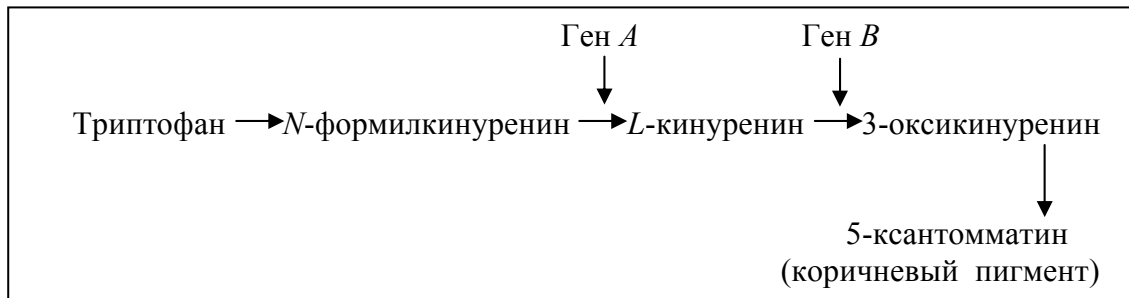 Ген A Ген B
Триптофан N-формилкинуренин L-кинуренин 3-оксикинуренин
5-ксантомматин
(коричневый пигмент)